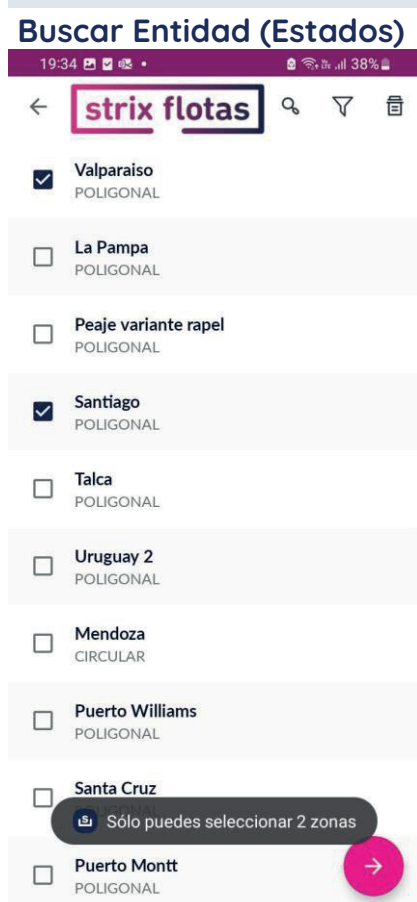 Buscar Entidad (Estados)
19:34 38%
strix flotas
Valparaiso
POLIGONAL
La Pampa
POLIGONAL
Peaje variante rapel
POLIGONAL
Santiago
POLIGONAL
Talca
POLIGONAL
Uruguay 2
POLIGONAL
Mendoza
CIRCULAR
Puerto Williams
POLIGONAL
Santa Cruz
Sólo puedes seleccionar 2 zonas
Puerto Montt
POLIGONAL